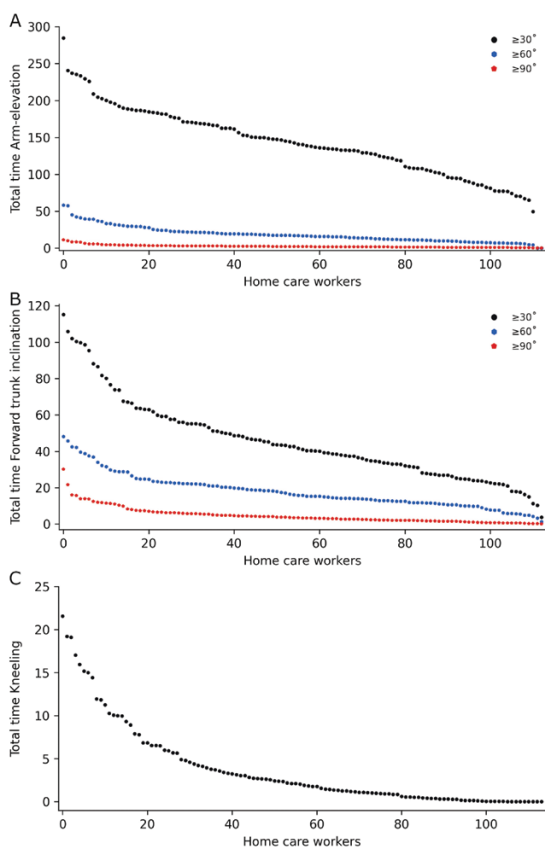 A
300
250
200
150
100
50
0
Total time Arm-elevation
≥30°
≥60°
≥90°
0 20 40 60 80 100
Home care workers
B
120
100
80
60
40
20
0
Total time Forward trunk inclination
≥30°
≥60°
≥90°
0 20 40 60 80 100
Home care workers
C
25
20
15
10
5
0
Total time Kneeling
0 20 40 60 80 100
Home care workers